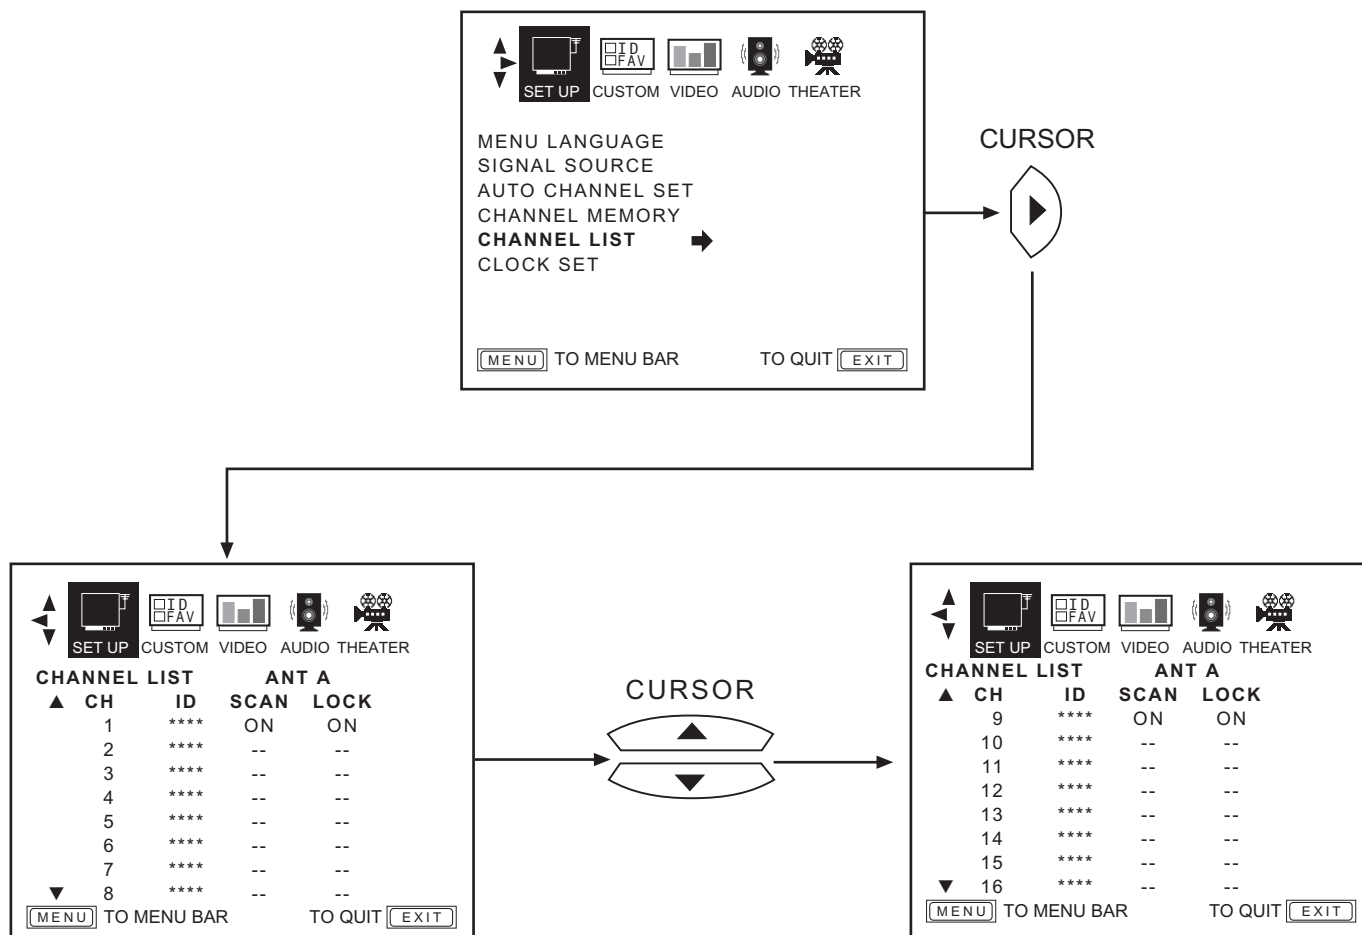 ID
FAV
SET UP CUSTOM VIDEO AUDIO THEATER
MENU LANGUAGE
SIGNAL SOURCE
AUTO CHANNEL SET
CHANNEL MEMORY
CHANNEL LIST
CLOCK SET
MENU TO MENU BAR TO QUIT EXIT
CURSOR
ID
FAV
SET UP CUSTOM VIDEO AUDIO THEATER
CHANNEL LIST ANT A
CH ID SCAN LOCK
1 **** ON ON
2 **** -- --
3 **** -- --
4 **** -- --
5 **** -- --
6 **** -- --
7 **** -- --
8 **** -- --
MENU TO MENU BAR TO QUIT EXIT
CURSOR
ID
FAV
SET UP CUSTOM VIDEO AUDIO THEATER
CHANNEL LIST ANT A
CH ID SCAN LOCK
9 **** ON ON
10 **** -- --
11 **** -- --
12 **** -- --
13 **** -- --
14 **** -- --
15 **** -- --
16 **** -- --
MENU TO MENU BAR TO QUIT EXIT